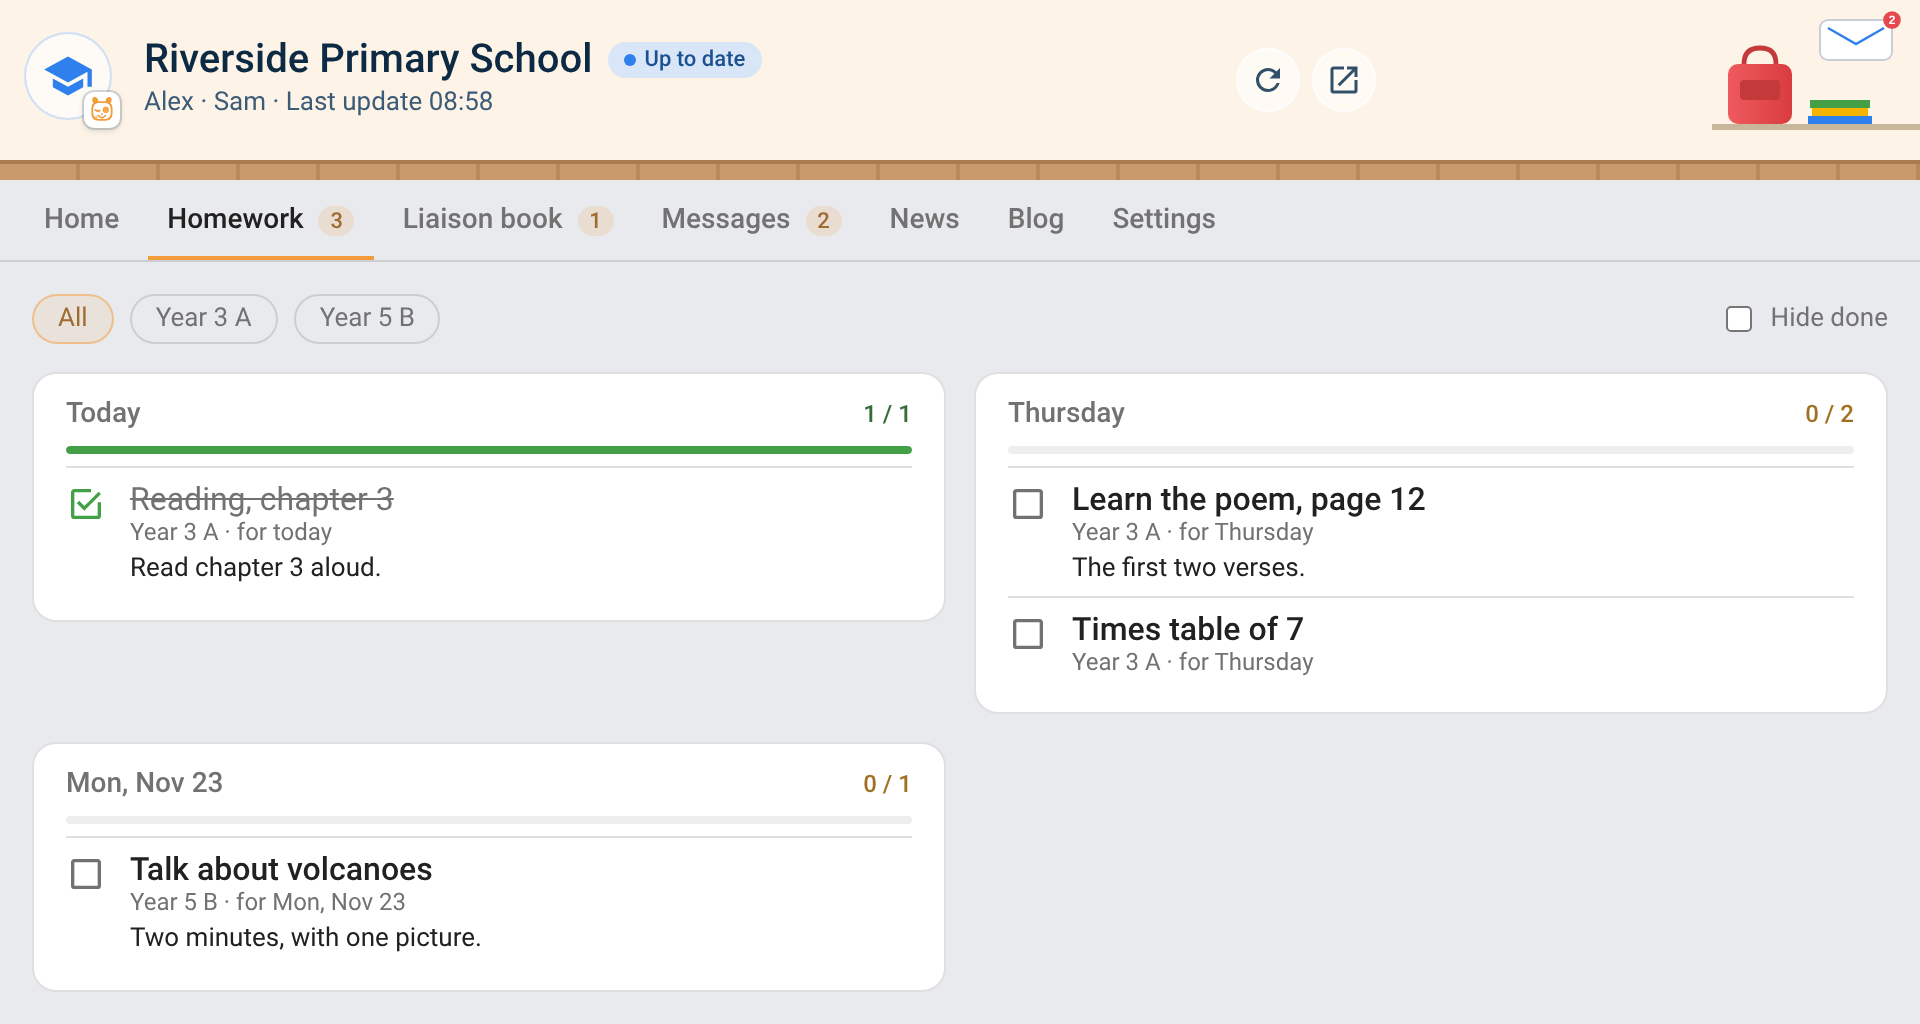 Riverside Primary School
Up to date
Alex · Sam · Last update 08:58
2
Home
Homework 3
Liaison book 1
Messages 2
News
Blog
Settings
All
Year 3 A
Year 5 B
Hide done
Today 1 / 1
Reading, chapter 3
Year 3 A · for today
Read chapter 3 aloud.
Thursday 0 / 2
Learn the poem, page 12
Year 3 A · for Thursday
The first two verses.
Times table of 7
Year 3 A · for Thursday
Mon, Nov 23 0 / 1
Talk about volcanoes
Year 5 B · for Mon, Nov 23
Two minutes, with one picture.